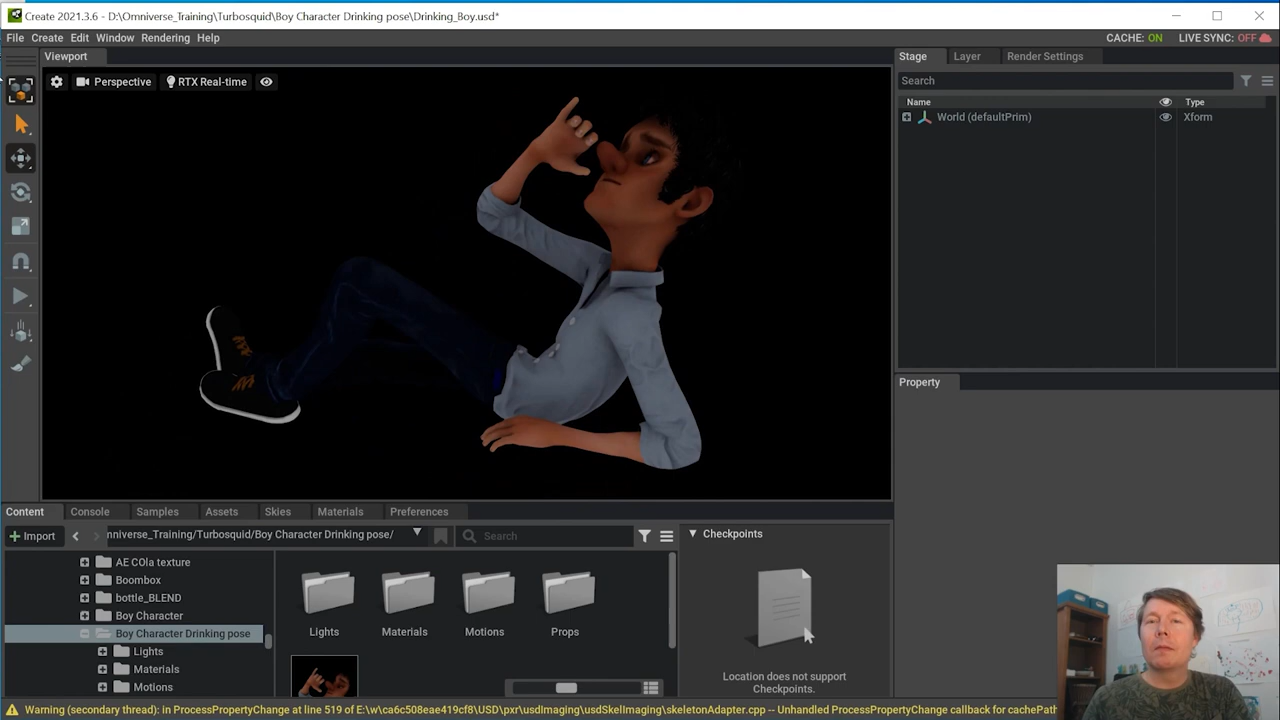 Create 2021.3.6 - D:\Omniverse_Training\Turbosquid\Boy Character Drinking pose\Drinking_Boy.usd*
File Create Edit Window Rendering Help
CACHE: ON LIVE SYNC: OFF
Viewport
Stage Layer Render Settings
Perspective RTX Real-time
Search
Name Type
World (defaultPrim) Xform
Property
Content Console Samples Assets Skies Materials Preferences
Import
nniverse_Training/Turbosquid/Boy Character Drinking pose/
Search
Checkpoints
AE COla texture
Boombox
bottle_BLEND
Boy Character
Boy Character Drinking pose
Lights
Materials
Motions
Lights Materials Motions Props
Location does not support
Checkpoints.
Warning (secondary thread): in ProcessPropertyChange at line 519 of E:\w\ca6c508eae419cf8\USD\pxr\usdImaging\usdSkelImaging\skeletonAdapter.cpp -- Unhandled ProcessPropertyChange callback for cachePath